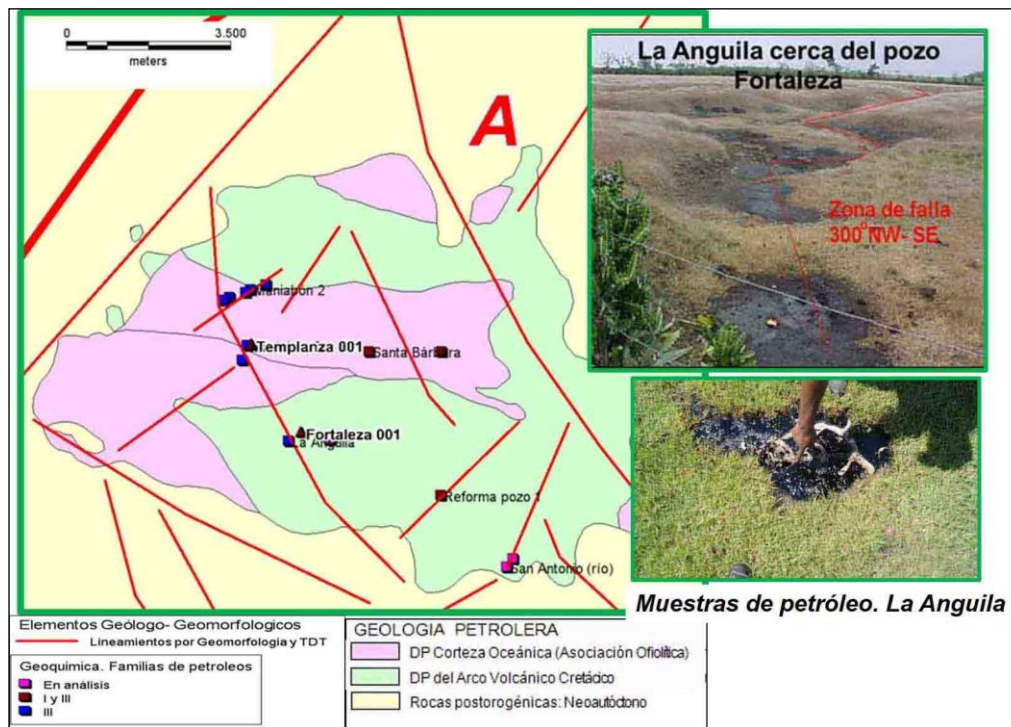 0 3.500
meters
A
Maniabon 2
Templanza 001
Santa Bárbara
Fortaleza 001
La Anguila
Reforma pozo 1
San Antonio (rio)
La Anguila cerca del pozo
Fortaleza
Zona de falla
300°NW- SE
Muestras de petróleo. La Anguila
Elementos Geólogo- Geomorfologicos
Lineamientos por Geomorfologia y TDT
Geoquimica. Familias de petroleos
En análisis
I y III
III
GEOLOGIA PETROLERA
DP Corteza Oceánica (Asociación Ofiolítica)
DP del Arco Volcánico Cretácico
Rocas postorogénicas: Neoautóctono